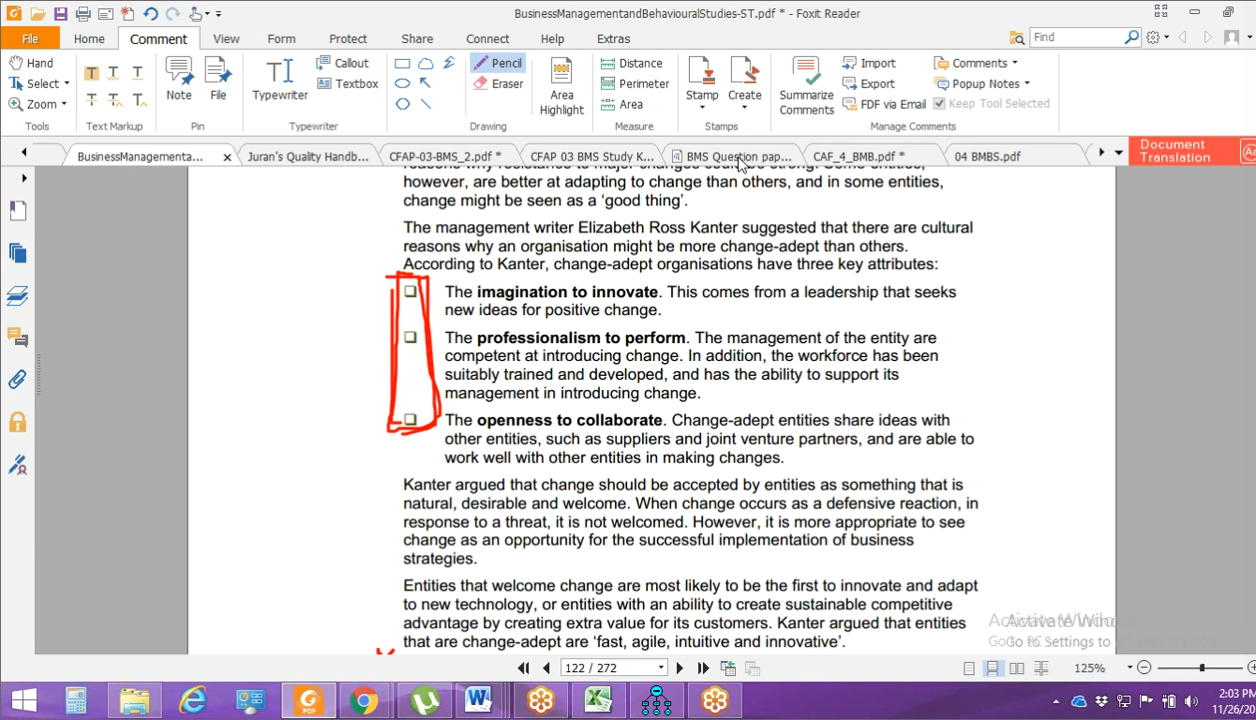 BusinessManagementandBehaviouralStudies-ST.pdf * - Foxit Reader
File Home Comment View Form Protect Share Connect Help Extras Find
Hand Select Zoom
Tools
Text Markup
Note File
Pin
Typewriter Callout Textbox
Typewriter
Pencil Eraser
Drawing
Area Highlight
Distance Perimeter Area
Measure
Stamp Create
Stamps
Summarize Comments
Import Export FDF via Email
Comments Popup Notes Keep Tool Selected
Manage Comments
BusinessManagementa... Juran's Quality Handb... CFAP-03-BMS_2.pdf * CFAP 03 BMS Study K... BMS Question pap... CAF_4_BMB.pdf * 04 BMBS.pdf
Document Translation
however, are better at adapting to change than others, and in some entities,
change might be seen as a ‘good thing’.
The management writer Elizabeth Ross Kanter suggested that there are cultural
reasons why an organisation might be more change-adept than others.
According to Kanter, change-adept organisations have three key attributes:
The imagination to innovate. This comes from a leadership that seeks
new ideas for positive change.
The professionalism to perform. The management of the entity are
competent at introducing change. In addition, the workforce has been
suitably trained and developed, and has the ability to support its
management in introducing change.
The openness to collaborate. Change-adept entities share ideas with
other entities, such as suppliers and joint venture partners, and are able to
work well with other entities in making changes.
Kanter argued that change should be accepted by entities as something that is
natural, desirable and welcome. When change occurs as a defensive reaction, in
response to a threat, it is not welcomed. However, it is more appropriate to see
change as an opportunity for the successful implementation of business
strategies.
Entities that welcome change are most likely to be the first to innovate and adapt
to new technology, or entities with an ability to create sustainable competitive
advantage by creating extra value for its customers. Kanter argued that entities
that are change-adept are ‘fast, agile, intuitive and innovative’.
122 / 272
125%
2:03 PM
11/26/20